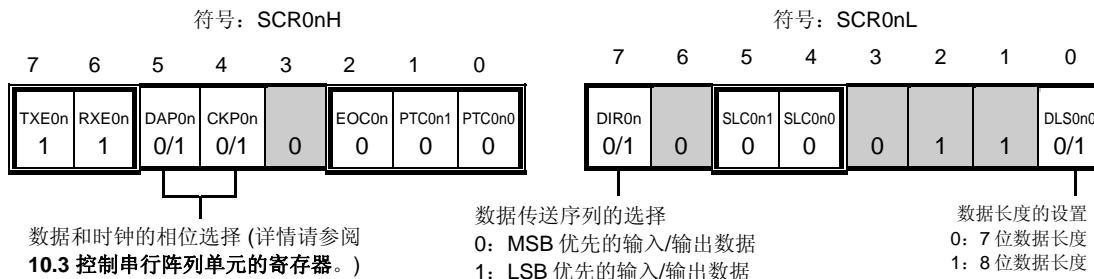 符号：SCR0nH
7 6 5 4 3 2 1 0
TXE0n RXE0n DAP0n CKP0n EOC0n PTC0n1 PTC0n0
1 1 0/1 0/1 0 0 0 0
数据和时钟的相位选择 (详情请参阅
10.3 控制串行阵列单元的寄存器。)
符号：SCR0nL
7 6 5 4 3 2 1 0
DIR0n SLC0n1 SLC0n0 DLS0n0
0/1 0 0 0 0 1 1 0/1
数据传送序列的选择
0：MSB 优先的输入/输出数据
1：LSB 优先的输入/输出数据
数据长度的设置
0：7 位数据长度
1：8 位数据长度